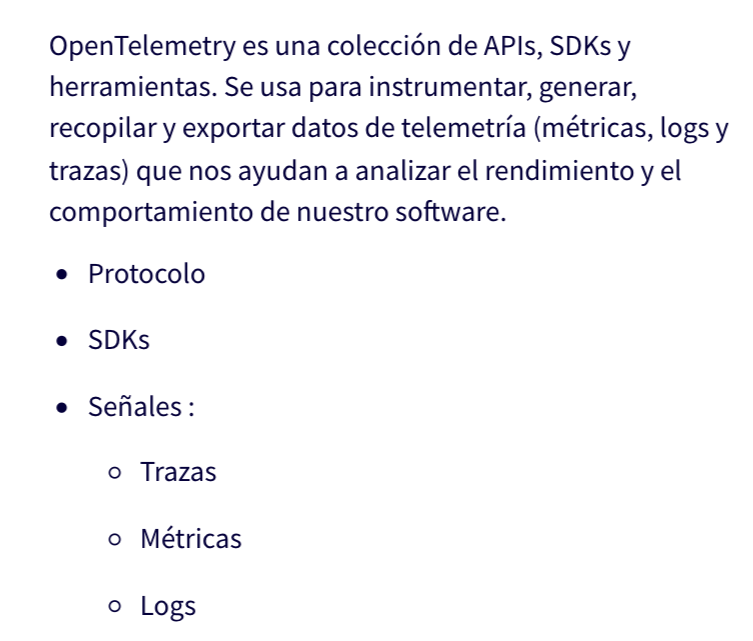 OpenTelemetry es una colección de APIs, SDKs y
herramientas. Se usa para instrumentar, generar,
recopilar y exportar datos de telemetría (métricas, logs y
trazas) que nos ayudan a analizar el rendimiento y el
comportamiento de nuestro software.
• Protocolo
• SDKs
• Señales :
○ Trazas
○ Métricas
○ Logs